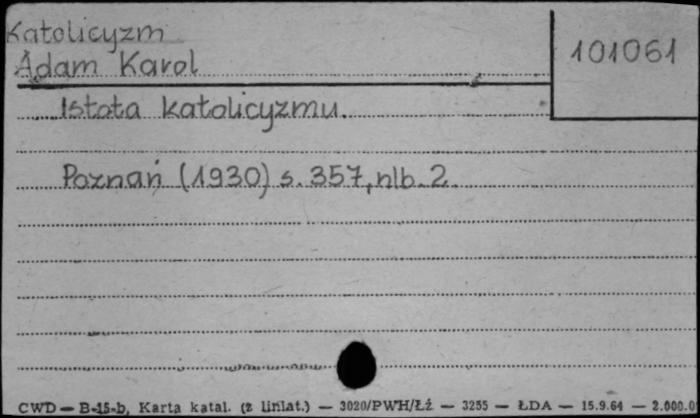 Katolicyzm
Adam Karol
101061
Istota katolicyzmu.
Poznań (1930) s. 357, nlb. 2.
CWD — B-15-b, Karta katal. (z liniat.) — 3020/PWH/Łź — 3255 — ŁDA — 15.9.64 — 2.000.0